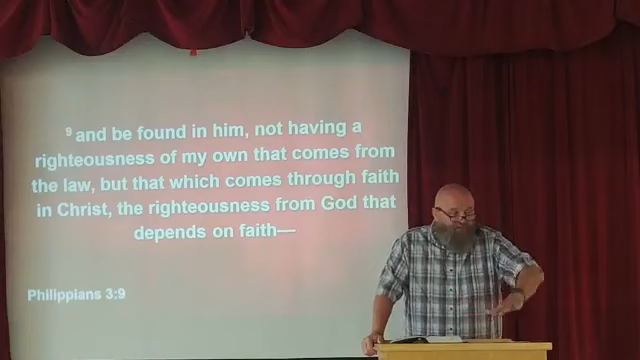 ⁹ and be found in him, not having a
righteousness of my own that comes from
the law, but that which comes through faith
in Christ, the righteousness from God that
depends on faith—
Philippians 3:9